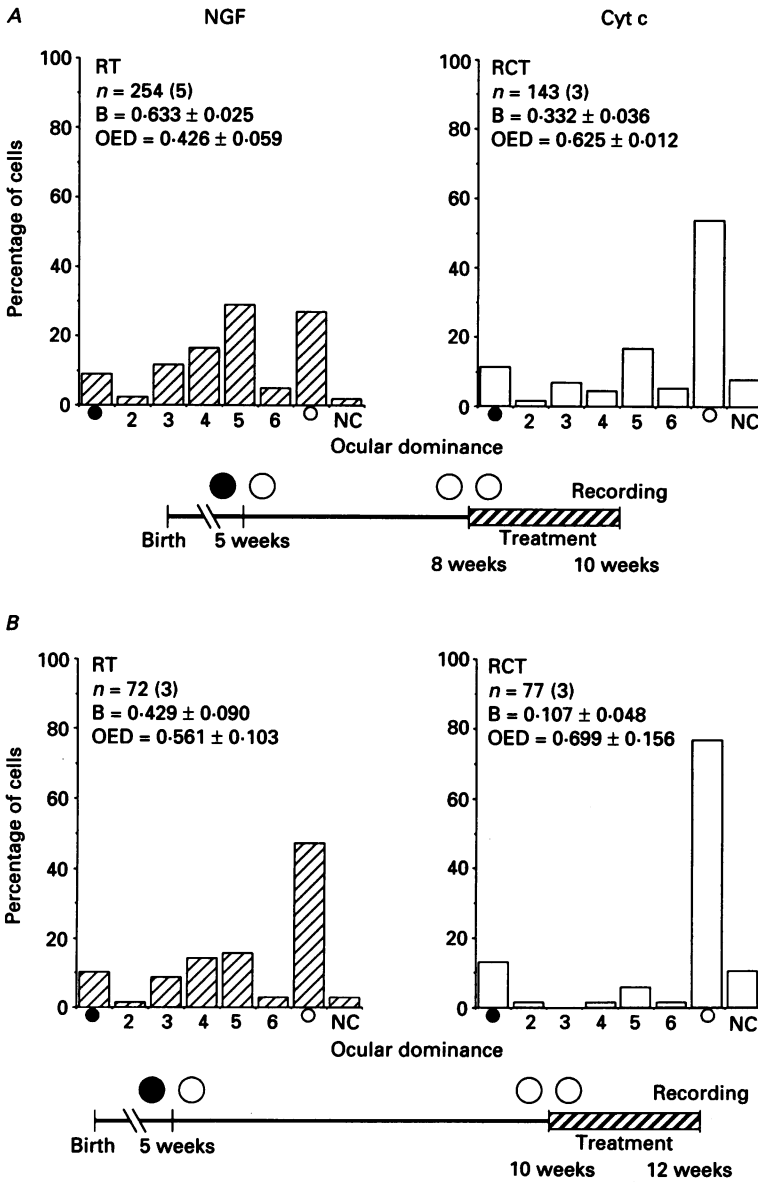 A
NGF
Cyt c
Percentage of cells
100
80
60
40
20
0
RT
n = 254 (5)
B = 0·633 ± 0·025
OED = 0·426 ± 0·059
2 3 4 5 6 NC
100
80
60
40
20
0
RCT
n = 143 (3)
B = 0·332 ± 0·036
OED = 0·625 ± 0·012
2 3 4 5 6 NC
Ocular dominance
Recording
Birth 5 weeks
Treatment
8 weeks 10 weeks
B
Percentage of cells
100
80
60
40
20
0
RT
n = 72 (3)
B = 0·429 ± 0·090
OED = 0·561 ± 0·103
2 3 4 5 6 NC
100
80
60
40
20
0
RCT
n = 77 (3)
B = 0·107 ± 0·048
OED = 0·699 ± 0·156
2 3 4 5 6 NC
Ocular dominance
Recording
Birth 5 weeks
Treatment
10 weeks 12 weeks